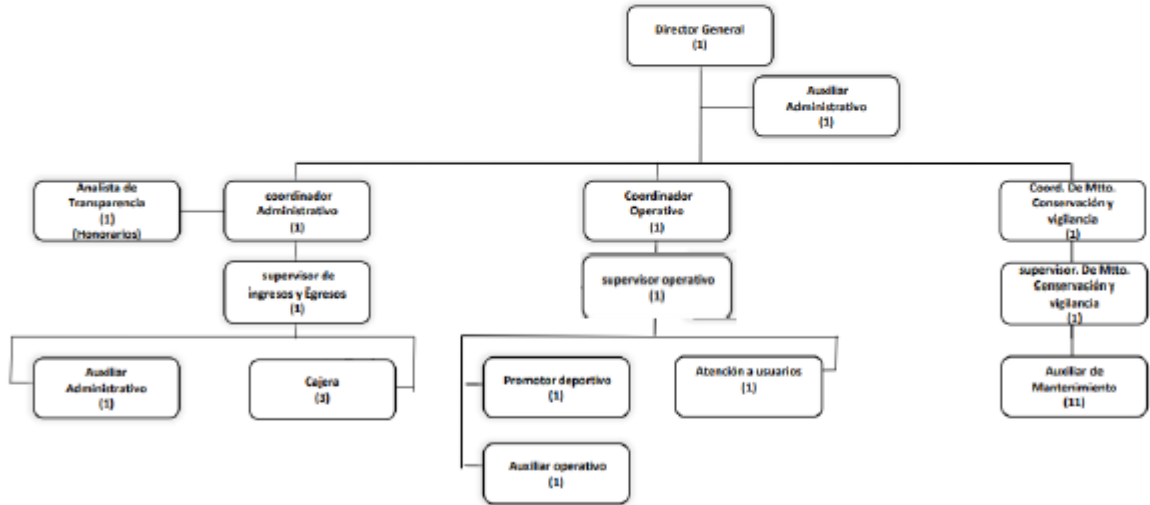 Director General
(1)
Auxiliar
Administrativo
(1)
Analista de
Transparencia
(1)
(Honorarios)
coordinador
Administrativo
(1)
Coordinador
Operativo
(1)
Coord. De Mtto.
Conservación y
vigilancia
(1)
supervisor de
ingresos y Egresos
(1)
supervisor operativo
(1)
supervisor. De Mtto.
Conservación y
vigilancia
(1)
Auxiliar
Administrativo
(1)
Cajera
(3)
Promotor deportivo
(1)
Atención a usuarios
(1)
Auxiliar de
Mantenimiento
(11)
Auxiliar operativo
(1)